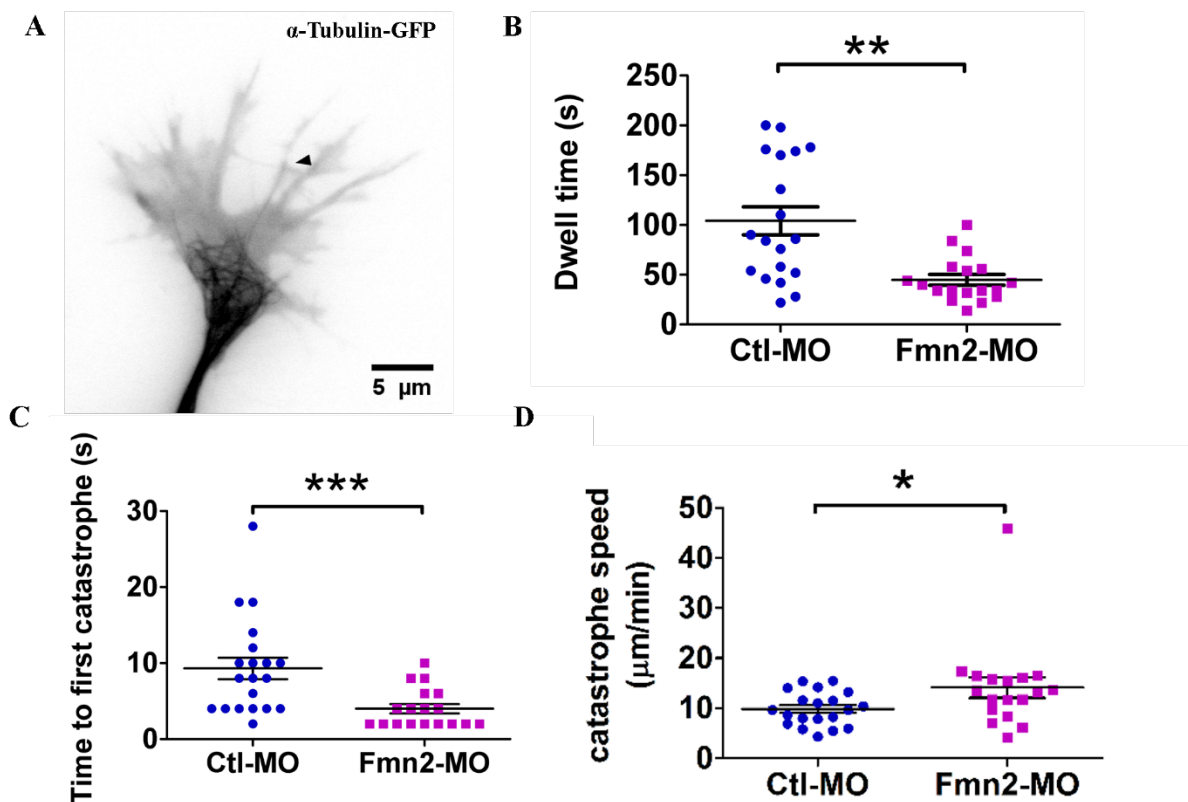 A
α-Tubulin-GFP
5 μm
B
**
Dwell time (s)
250
200
150
100
50
0
Ctl-MO
Fmn2-MO
C
***
Time to first catastrophe (s)
30
20
10
0
Ctl-MO
Fmn2-MO
D
*
catastrophe speed
(μm/min)
50
40
30
20
10
0
Ctl-MO
Fmn2-MO